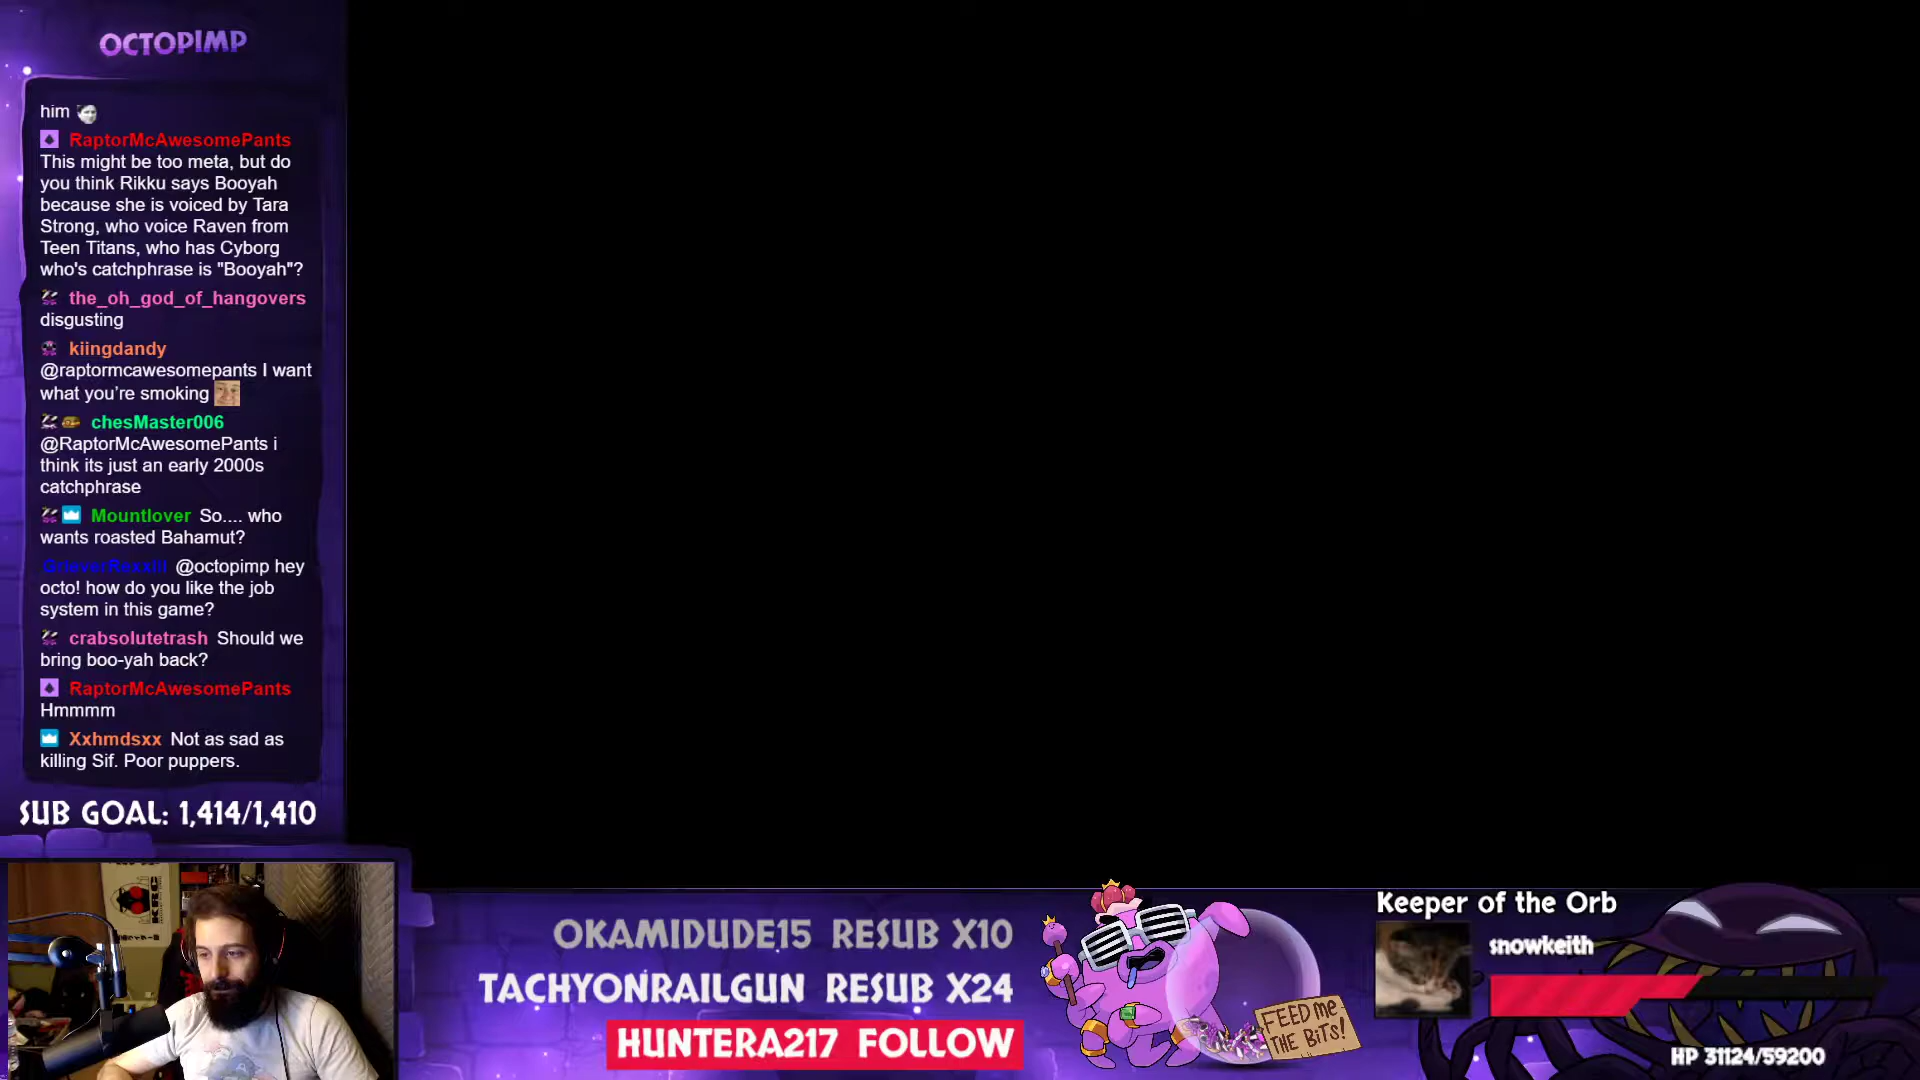 OCTOPIMP
him
RaptorMcAwesomePants
This might be too meta, but do
you think Rikku says Booyah
because she is voiced by Tara
Strong, who voice Raven from
Teen Titans, who has Cyborg
who's catchphrase is "Booyah"?
the_oh_god_of_hangovers
disgusting
kiingdandy
@raptormcawesomepants I want
what you’re smoking
chesMaster006
@RaptorMcAwesomePants i
think its just an early 2000s
catchphrase
Mountlover So.... who
wants roasted Bahamut?
GrieverRexxIII @octopimp hey
octo! how do you like the job
system in this game?
crabsolutetrash Should we
bring boo-yah back?
RaptorMcAwesomePants
Hmmmm
Xxhmdsxx Not as sad as
killing Sif. Poor puppers.
SUB GOAL: 1,414/1,410
OKAMIDUDE15 RESUB X10
TACHYONRAILGUN RESUB X24
HUNTERA217 FOLLOW
FEED ME
THE BITS!
Keeper of the Orb
snowkeith
HP 31124/59200